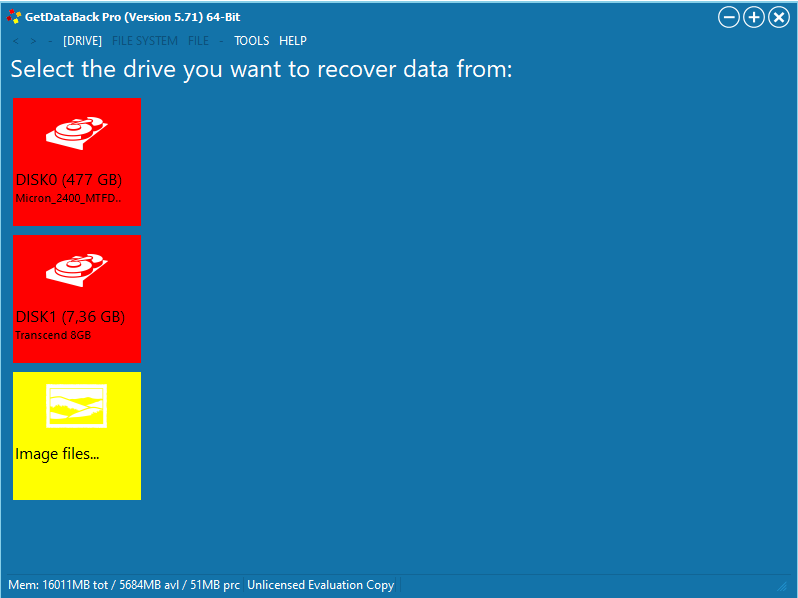 GetDataBack Pro (Version 5.71) 64-Bit
< > - [DRIVE] FILE SYSTEM FILE - TOOLS HELP
Select the drive you want to recover data from:
DISK0 (477 GB)
Micron_2400_MTFD..
DISK1 (7,36 GB)
Transcend 8GB
Image files...
Mem: 16011MB tot / 5684MB avl / 51MB prc Unlicensed Evaluation Copy